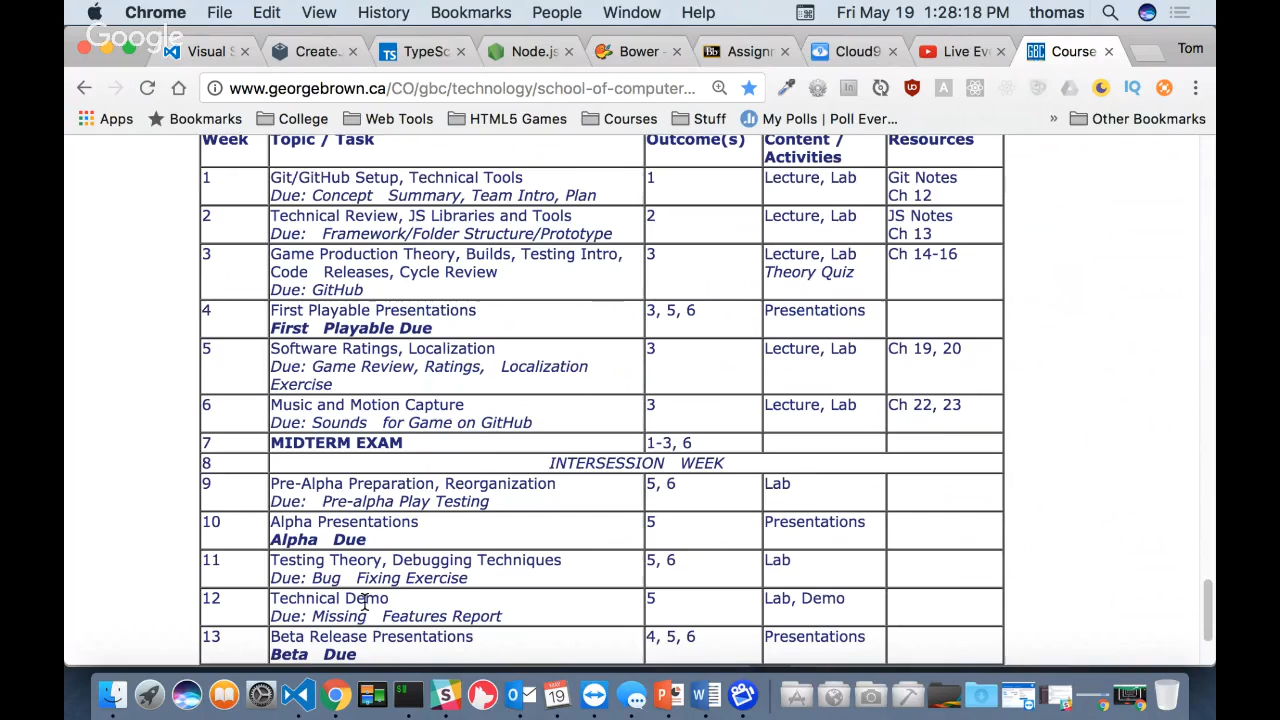 Chrome File Edit View History Bookmarks People Window Help Fri May 19 1:28:18 PM thomas
Google
Visual S Create. TypeSc Node.js Bower – Assignr Cloud9 Live Eve Course Tom
www.georgebrown.ca/CO/gbc/technology/school-of-computer...
Apps Bookmarks College Web Tools HTML5 Games Courses Stuff My Polls | Poll Ever... » Other Bookmarks
Week Topic / Task Outcome(s) Content / Activities Resources
1 Git/GitHub Setup, Technical Tools 1 Lecture, Lab Git Notes
Due: Concept Summary, Team Intro, Plan Ch 12
2 Technical Review, JS Libraries and Tools 2 Lecture, Lab JS Notes
Due: Framework/Folder Structure/Prototype Ch 13
3 Game Production Theory, Builds, Testing Intro, 3 Lecture, Lab Ch 14-16
Code Releases, Cycle Review Theory Quiz
Due: GitHub
4 First Playable Presentations 3, 5, 6 Presentations
First Playable Due
5 Software Ratings, Localization 3 Lecture, Lab Ch 19, 20
Due: Game Review, Ratings, Localization
Exercise
6 Music and Motion Capture 3 Lecture, Lab Ch 22, 23
Due: Sounds for Game on GitHub
7 MIDTERM EXAM 1-3, 6
8 INTERSESSION WEEK
9 Pre-Alpha Preparation, Reorganization 5, 6 Lab
Due: Pre-alpha Play Testing
10 Alpha Presentations 5 Presentations
Alpha Due
11 Testing Theory, Debugging Techniques 5, 6 Lab
Due: Bug Fixing Exercise
12 Technical Demo 5 Lab, Demo
Due: Missing Features Report
13 Beta Release Presentations 4, 5, 6 Presentations
Beta Due